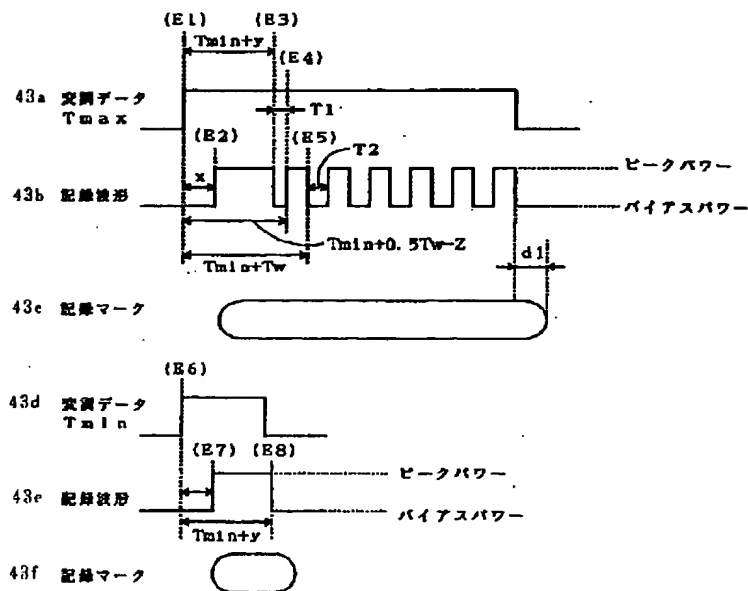 (E1) (E3)
Tmin+y
(E4)
43a 変調データ
Tmax
T1
(E2) (E5)
T2
x
ピークパワー
43b 記録波形
バイアスパワー
Tmin+0.5Tw-Z
Tmin+Tw
d1
43c 記録マーク
(E6)
43d 変調データ
Tmin
(E7) (E8)
ピークパワー
43e 記録波形
バイアスパワー
Tmin+y
43f 記録マーク